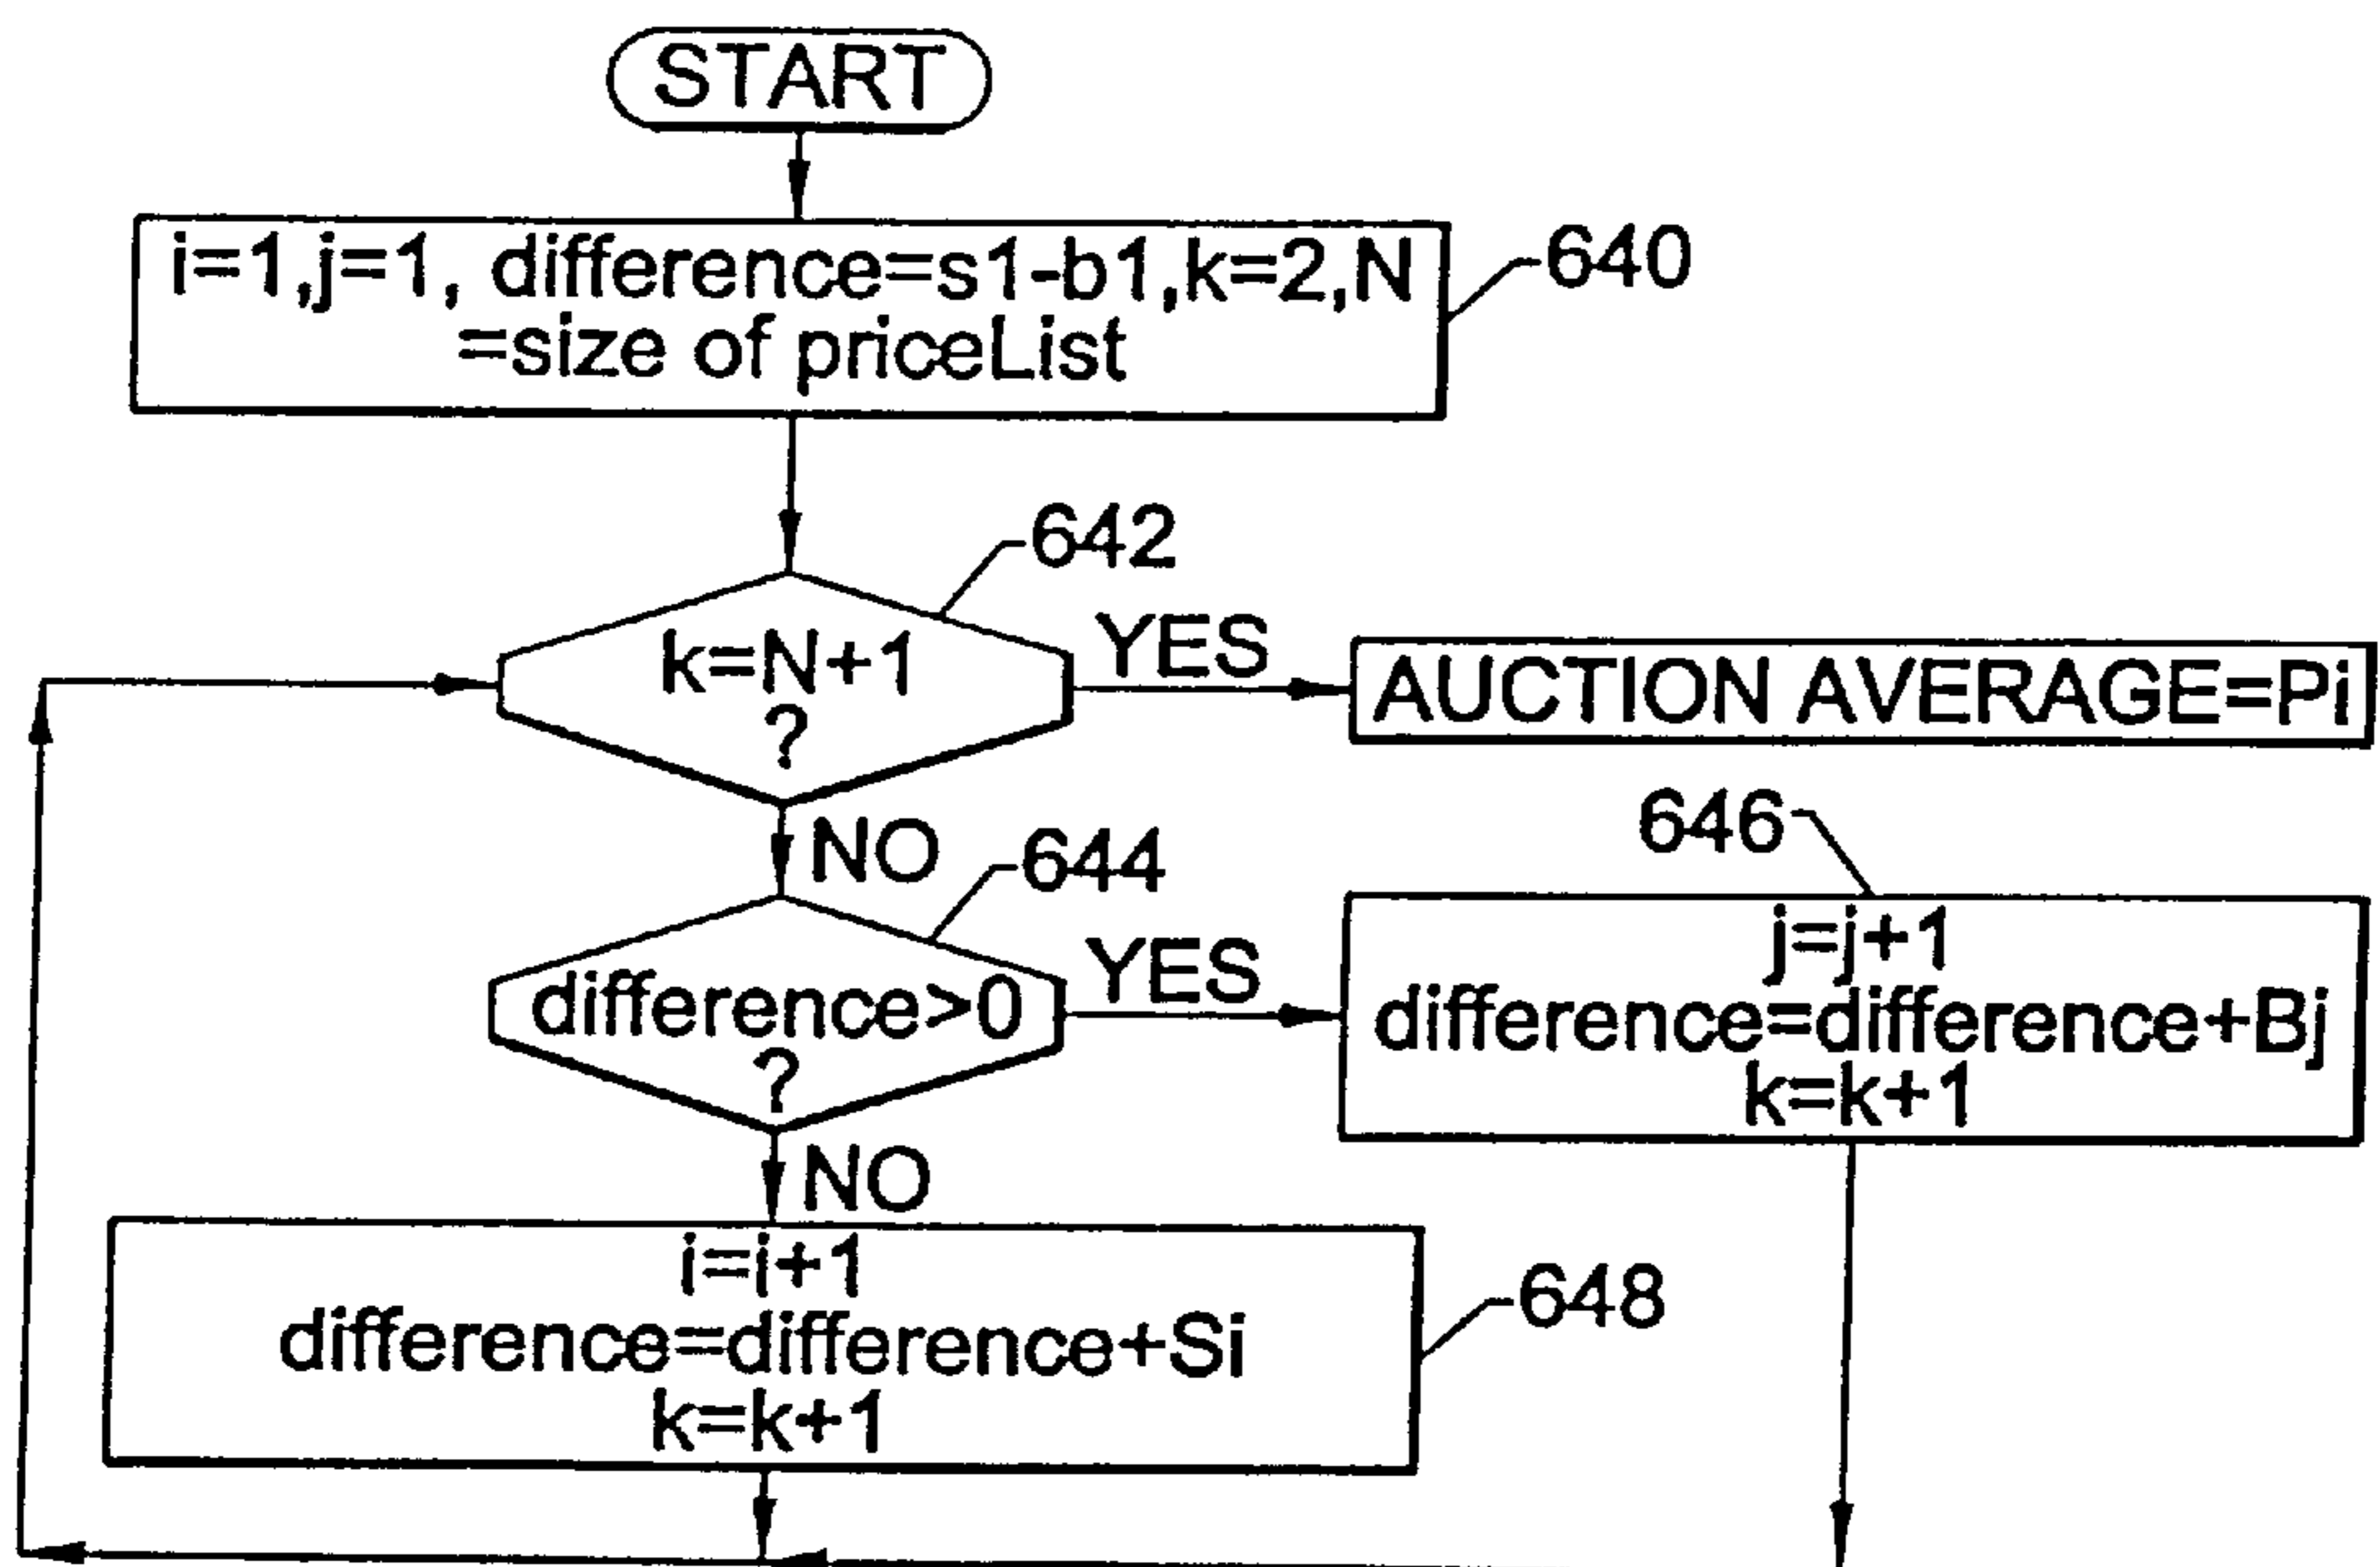 START
i=1,j=1, difference=s1-b1,k=2,N
=size of priceList
640
642
k=N+1
?
YES
AUCTION AVERAGE=Pi
NO
644
difference>0
?
YES
646
j=j+1
difference=difference+Bj
k=k+1
NO
i=i+1
difference=difference+Si
k=k+1
648